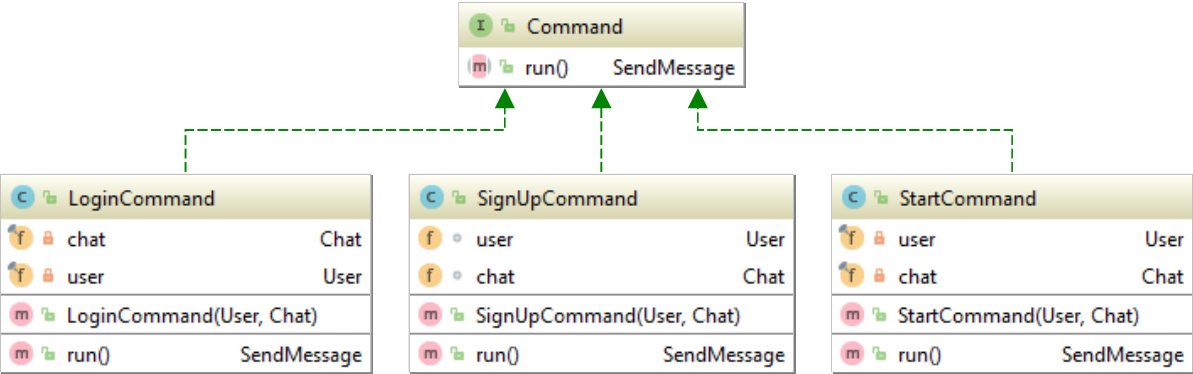 I Command
m run() SendMessage
C LoginCommand
f chat Chat
f user User
m LoginCommand(User, Chat)
m run() SendMessage
C SignUpCommand
f user User
f chat Chat
m SignUpCommand(User, Chat)
m run() SendMessage
C StartCommand
f user User
f chat Chat
m StartCommand(User, Chat)
m run() SendMessage